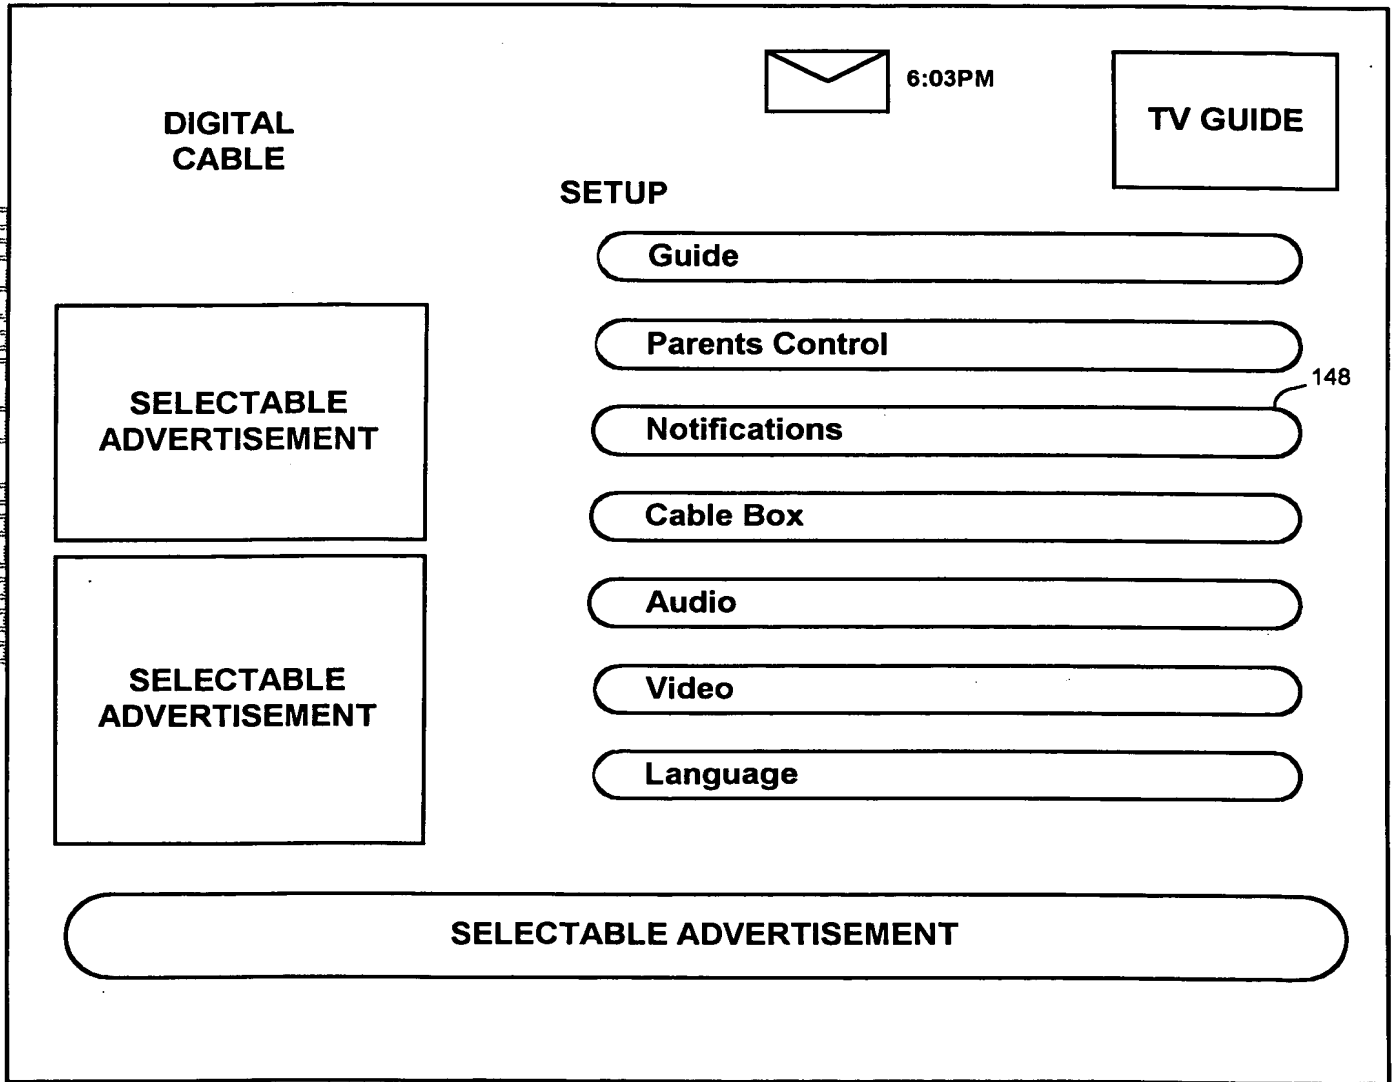 6:03PM
DIGITAL
CABLE
TV GUIDE
SETUP
Guide
Parents Control
148
Notifications
Cable Box
Audio
Video
Language
SELECTABLE
ADVERTISEMENT
SELECTABLE
ADVERTISEMENT
SELECTABLE ADVERTISEMENT